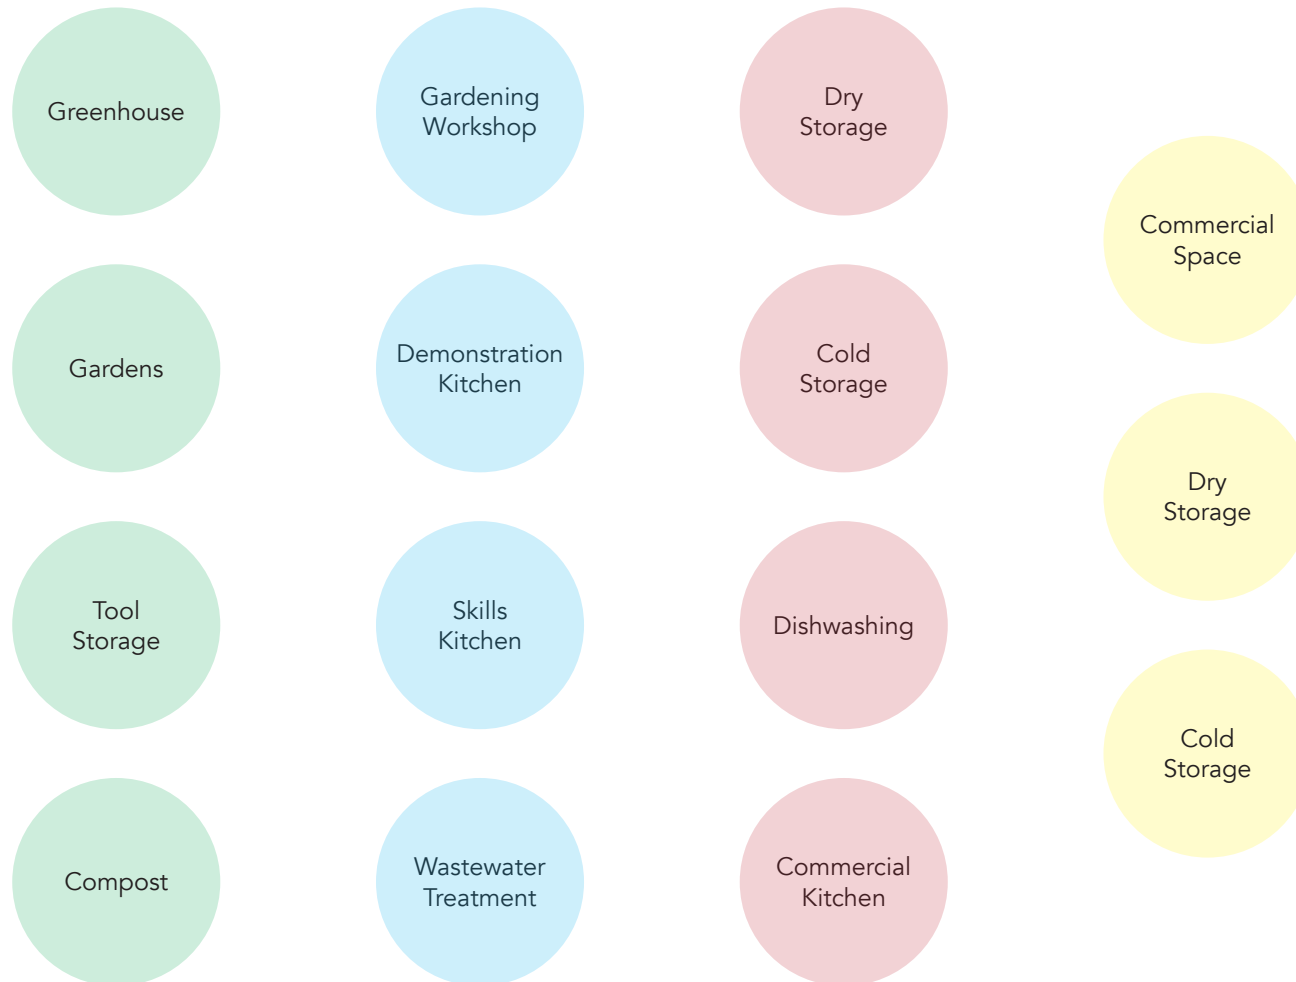 Greenhouse
Gardening
Workshop
Dry
Storage
Commercial
Space
Gardens
Demonstration
Kitchen
Cold
Storage
Dry
Storage
Tool
Storage
Skills
Kitchen
Dishwashing
Cold
Storage
Compost
Wastewater
Treatment
Commercial
Kitchen